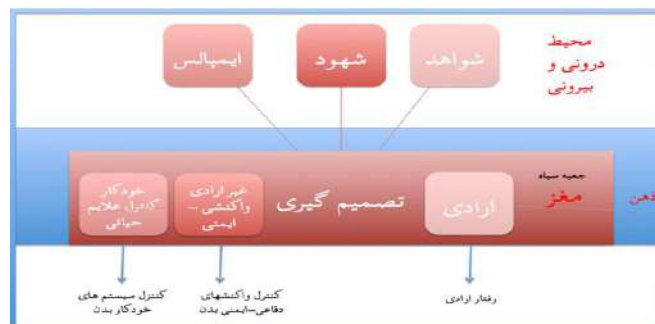 محیط
درونی و
بیرونی
شواهد
شهود
ایمپالس
ذهن
جعبه سیاه
مغز
ارادی
تصمیم گیری
غیر ارادی
واکنشی –
ایمنی
خودکار
کنترل علایم
حیاتی
رفتار ارادی
کنترل واکنشهای
دفاعی-ایمنی بدن
کنترل سیستم های
خودکار بدن